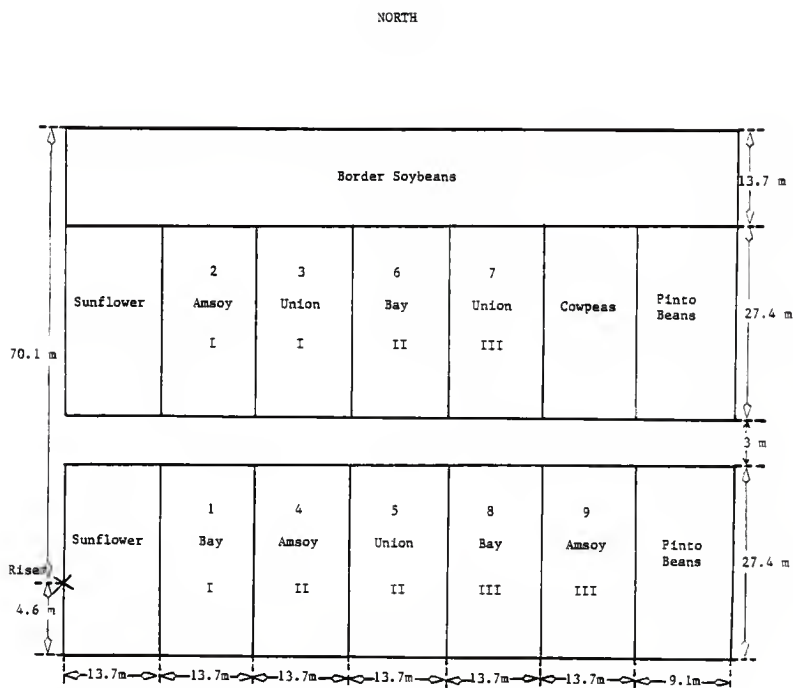 NORTH
Border Soybeans
13.7 m
Sunflower
2
Amsoy
I
3
Union
I
6
Bay
II
7
Union
III
Cowpeas
Pinto
Beans
27.4 m
70.1 m
3 m
Sunflower
1
Bay
I
4
Amsoy
II
5
Union
II
8
Bay
III
9
Amsoy
III
Pinto
Beans
27.4 m
Riser
4.6 m
13.7m 13.7m 13.7m 13.7m 13.7m 13.7m 9.1m